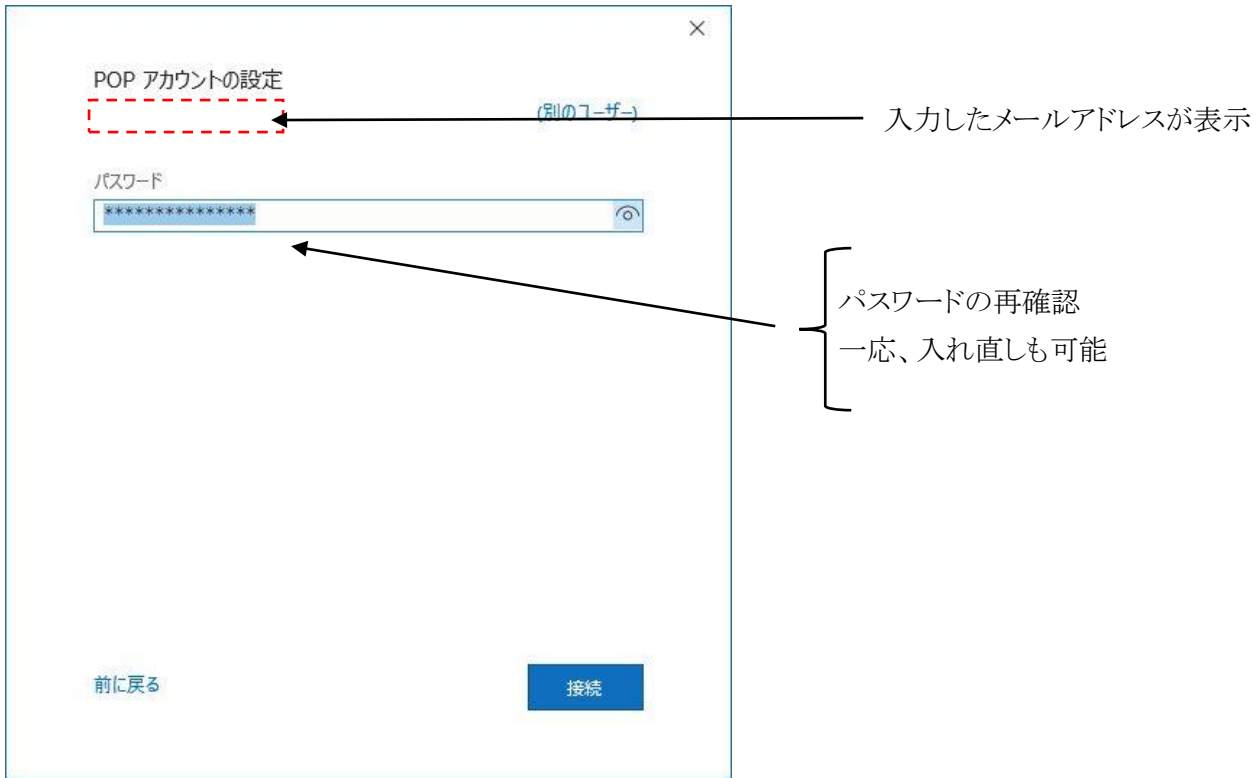 POP アカウントの設定
(別のユーザー)
入力したメールアドレスが表示
パスワード
***************
パスワードの再確認
一応、入れ直しも可能
前に戻る
接続